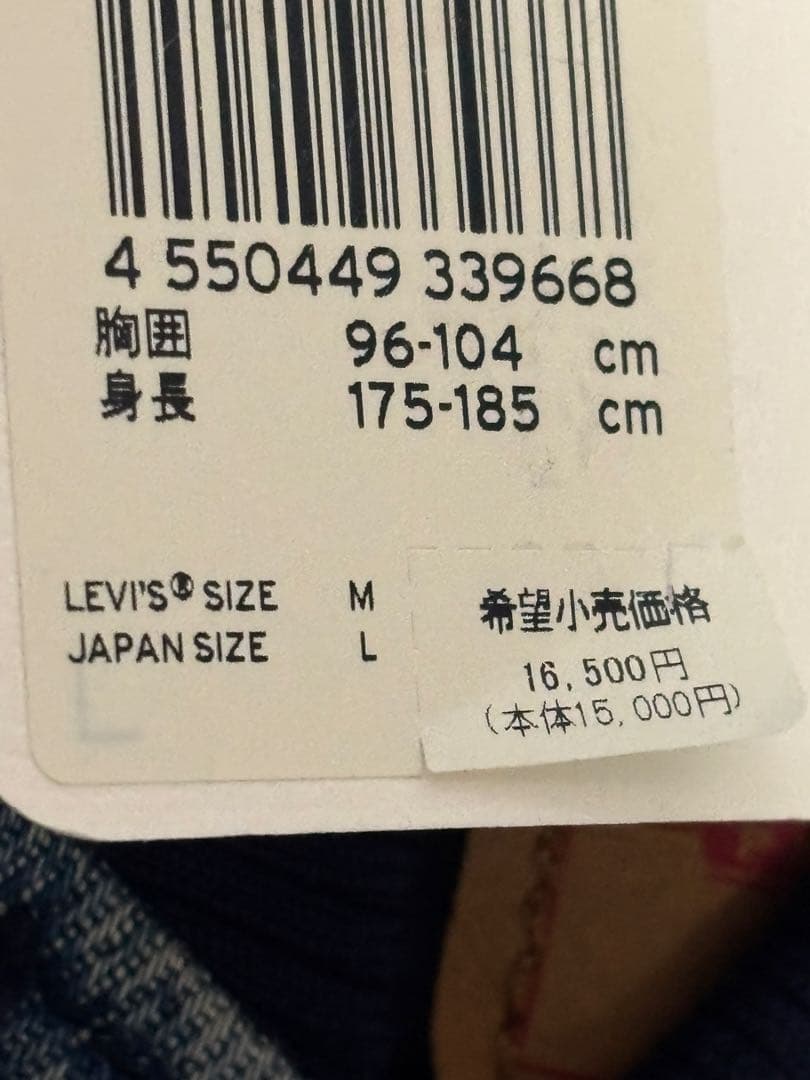 4 550449 339668
胸囲 96-104 cm
身長 175-185 cm
LEVI'S® SIZE M
JAPAN SIZE L
希望小売価格
16,500円
(本体15,000円)